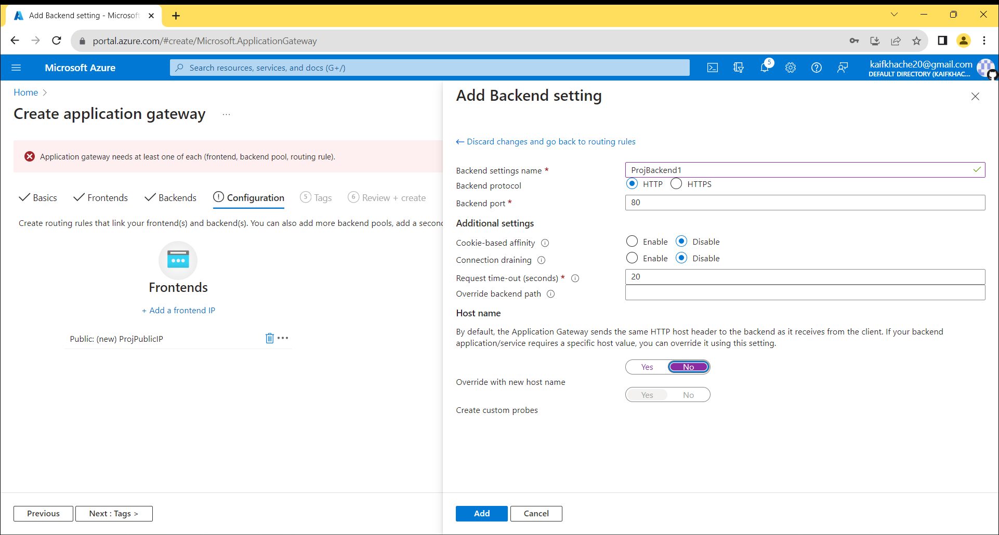 Add Backend setting - Microsoft
portal.azure.com/#create/Microsoft.ApplicationGateway
Microsoft Azure
Search resources, services, and docs (G+/)
5
kaifkhache20@gmail.com
DEFAULT DIRECTORY (KAIFKHAC...
Home
Create application gateway
...
Application gateway needs at least one of each (frontend, backend pool, routing rule).
Basics
Frontends
Backends
Configuration
5 Tags
6 Review + create
Create routing rules that link your frontend(s) and backend(s). You can also add more backend pools, add a secon
Frontends
+ Add a frontend IP
Public: (new) ProjPublicIP
Previous
Next : Tags >
Add Backend setting
← Discard changes and go back to routing rules
Backend settings name * ProjBackend1
Backend protocol HTTP HTTPS
Backend port * 80
Additional settings
Cookie-based affinity Enable Disable
Connection draining Enable Disable
Request time-out (seconds) * 20
Override backend path
Host name
By default, the Application Gateway sends the same HTTP host header to the backend as it receives from the client. If your backend
application/service requires a specific host value, you can override it using this setting.
Yes No
Override with new host name
Yes No
Create custom probes
Add Cancel